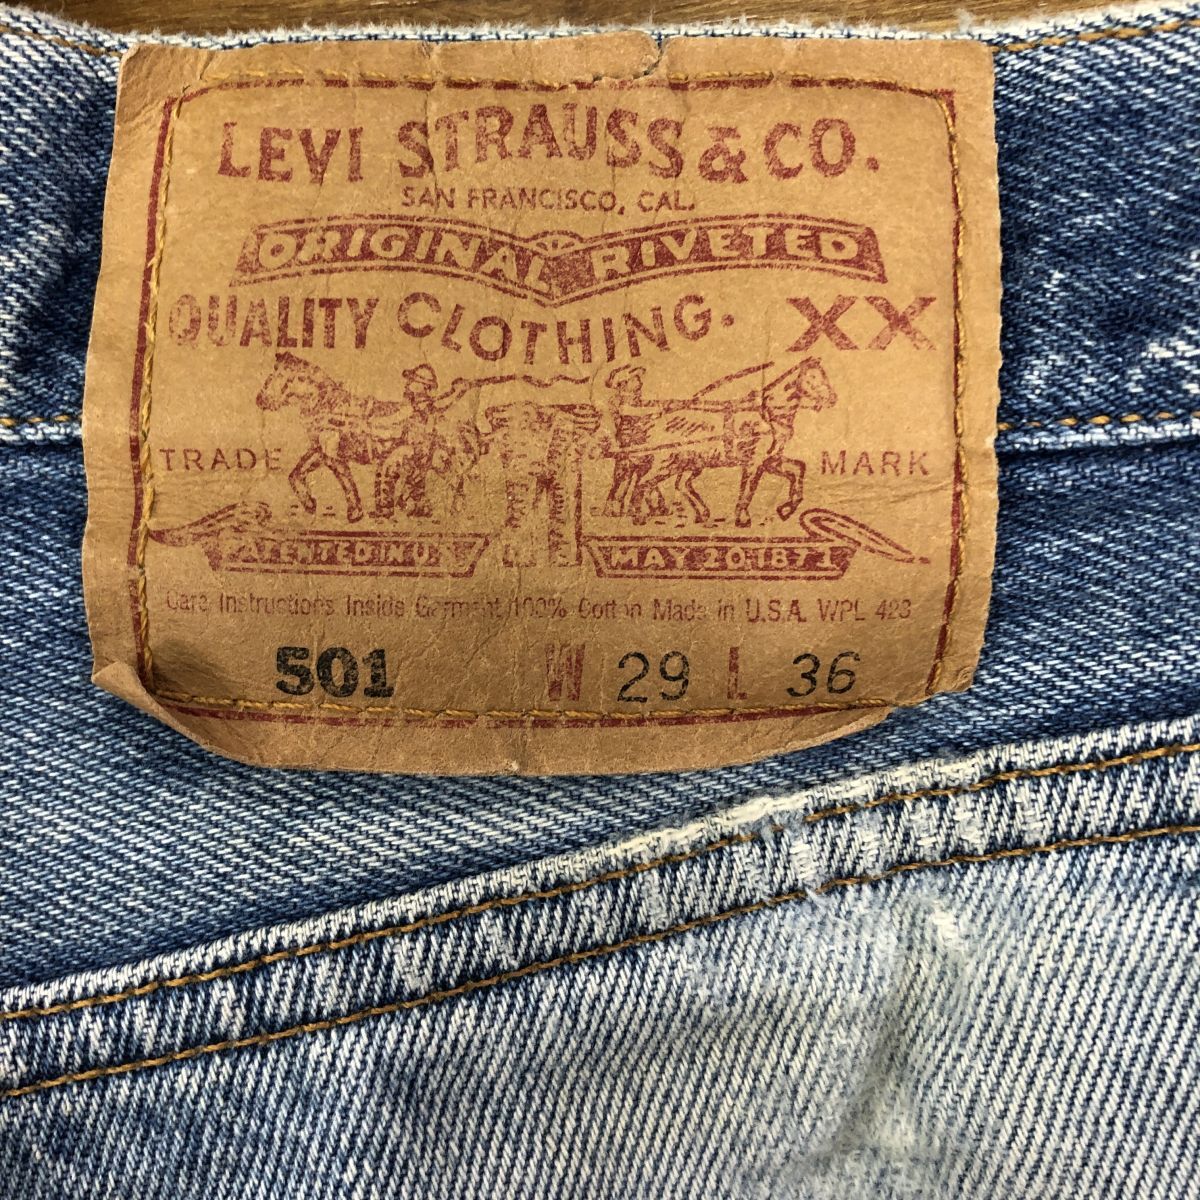 LEVI STRAUSS & CO.
SAN FRANCISCO, CAL.
ORIGINAL RIVETED
QUALITY CLOTHING. XX
TRADE MARK
PATENTED IN U.S. MAY 20 1871
Care Instructions Inside Garment 100% Cotton Made in U.S.A. WPL 423
501 W 29 L 36